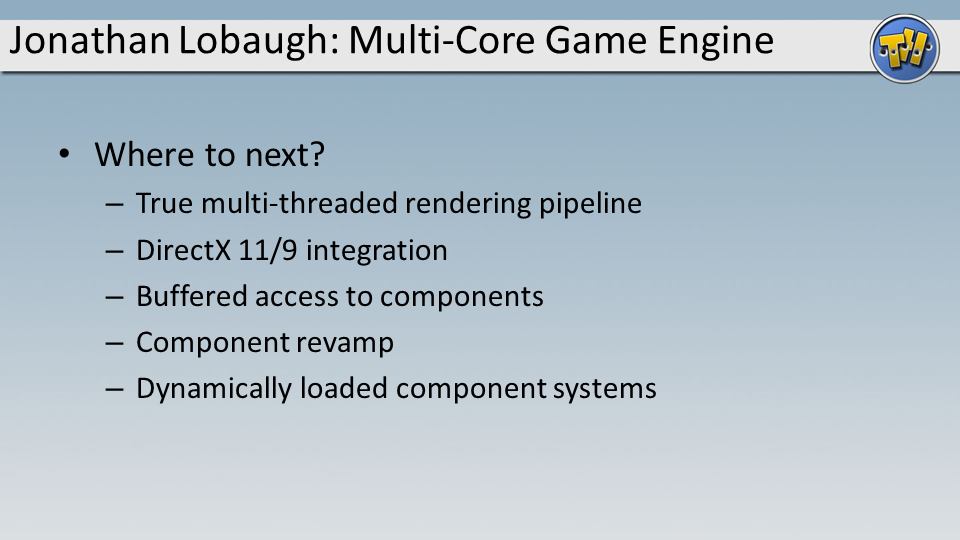 Jonathan Lobaugh: Multi-Core Game Engine
• Where to next?
– True multi-threaded rendering pipeline
– DirectX 11/9 integration
– Buffered access to components
– Component revamp
– Dynamically loaded component systems